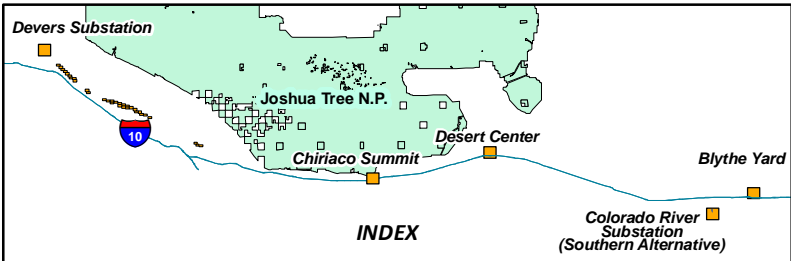 Devers Substation
Joshua Tree N.P.
10
Desert Center
Chiriaco Summit
Blythe Yard
Colorado River
Substation
(Southern Alternative)
INDEX